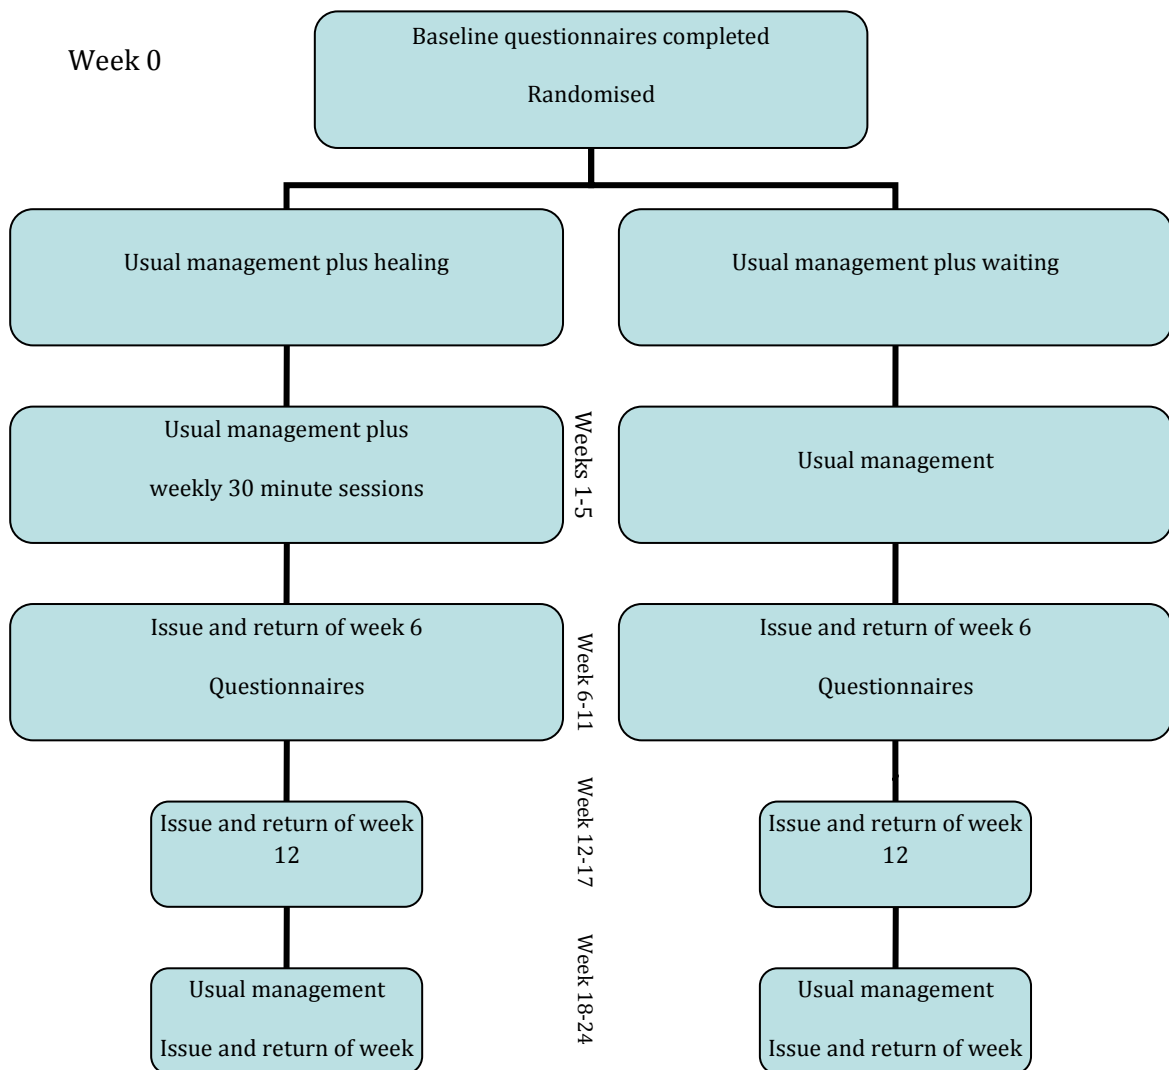 Week 0
Baseline questionnaires completed
Randomised
Usual management plus healing
Usual management plus waiting
Usual management plus
weekly 30 minute sessions
Weeks 1-5
Usual management
Issue and return of week 6
Questionnaires
Week 6-11
Issue and return of week 6
Questionnaires
Issue and return of week
12
Week 12-17
Issue and return of week
12
Usual management
Issue and return of week
Week 18-24
Usual management
Issue and return of week